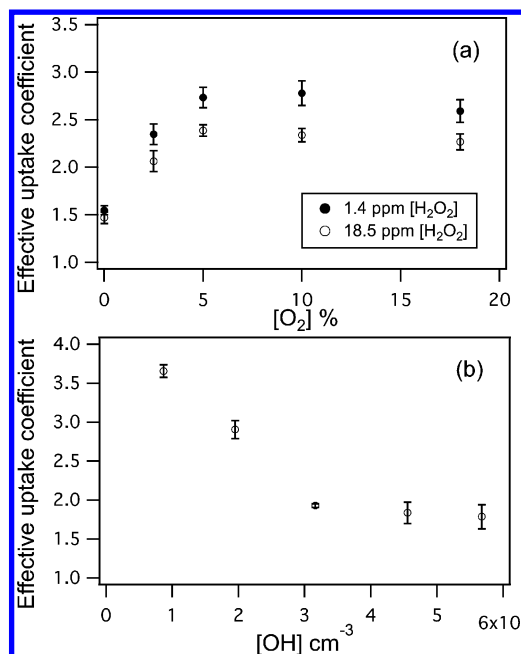 (a)
Effective uptake coefficient
3.0
2.5
2.0
1.5
1.0
1.4 ppm [H₂O₂]
18.5 ppm [H₂O₂]
0 5 10 15 20
[O₂] %
(b)
Effective uptake coefficient
4.0
3.5
3.0
2.5
2.0
1.5
1.0
0 1 2 3 4 5 6x10
[OH] cm⁻³